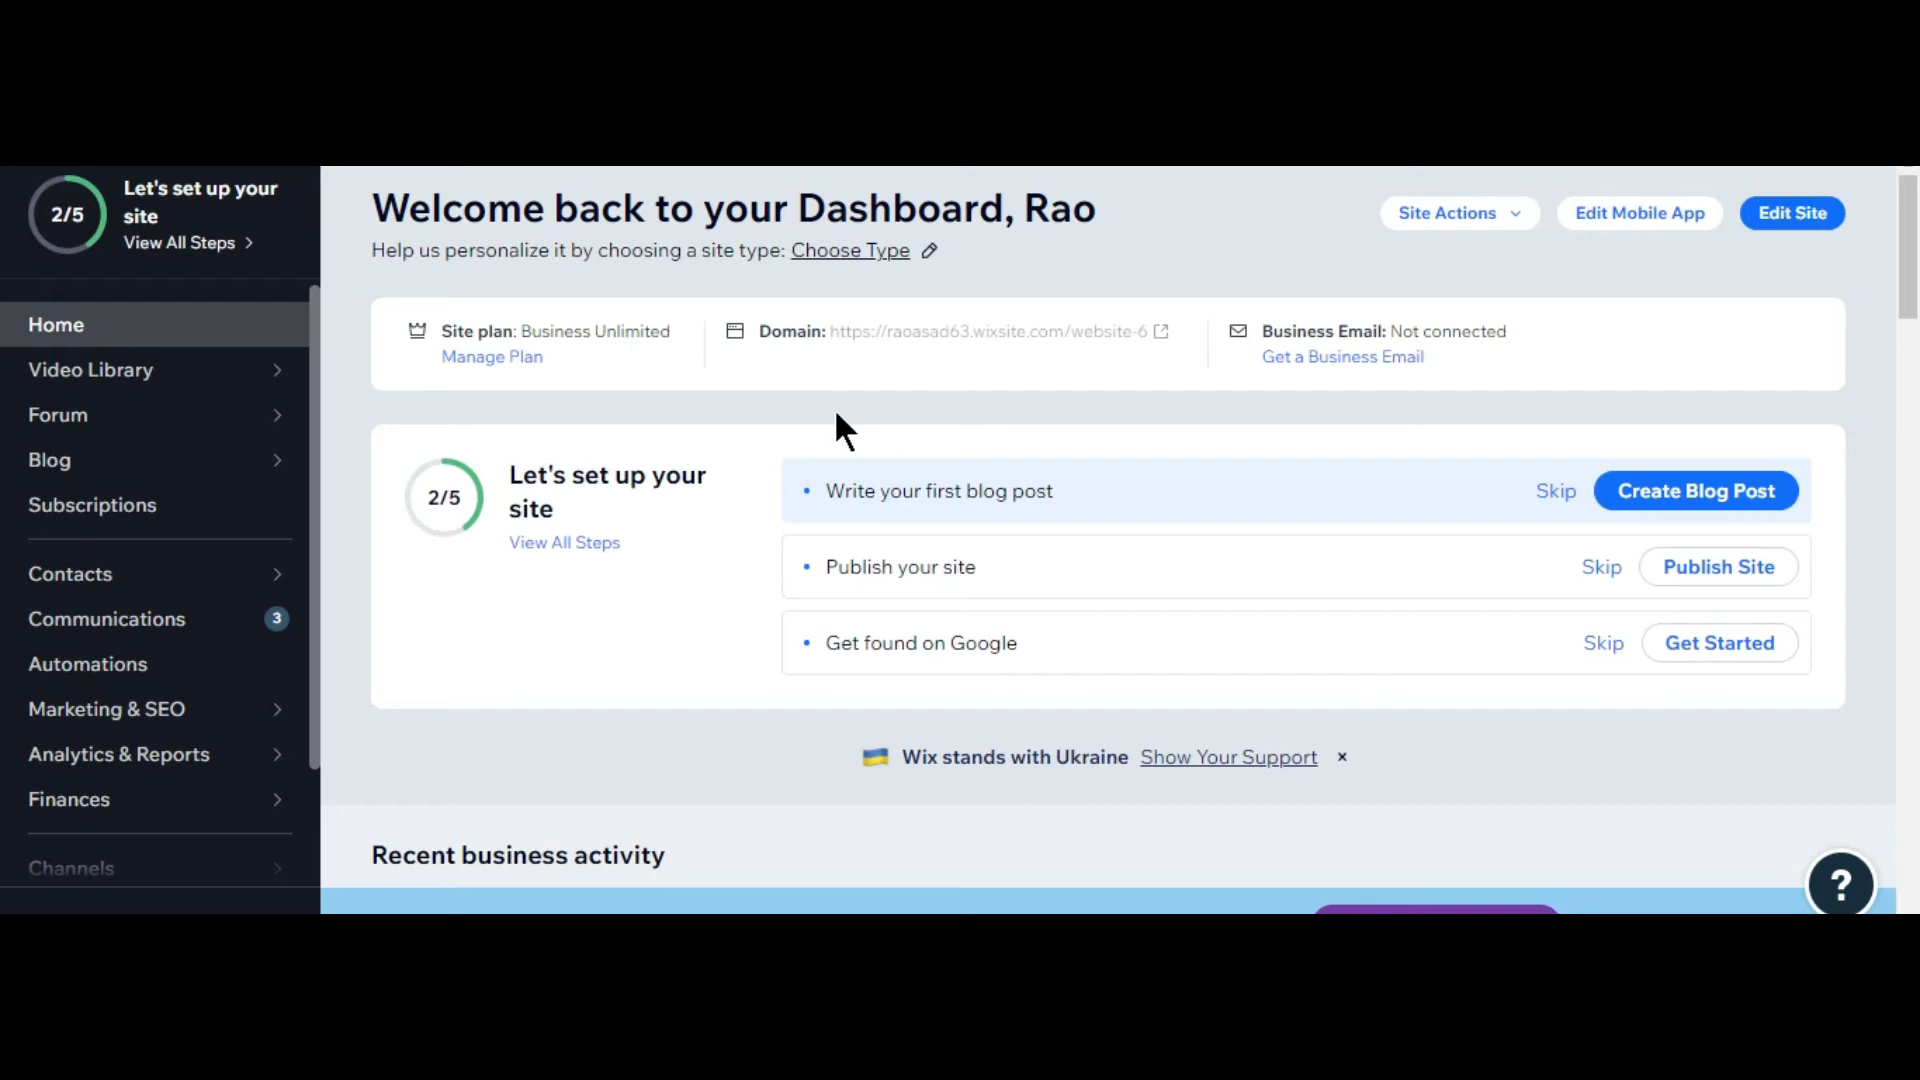 2/5
Let's set up your
site
View All Steps
Home
Video Library
Forum
Blog
Subscriptions
Contacts
Communications 3
Automations
Marketing & SEO
Analytics & Reports
Finances
Channels
Welcome back to your Dashboard, Rao
Help us personalize it by choosing a site type: Choose Type
Site Actions
Edit Mobile App
Edit Site
Site plan: Business Unlimited
Manage Plan
Domain: https://raoasad63.wixsite.com/website-6
Business Email: Not connected
Get a Business Email
2/5
Let's set up your
site
View All Steps
Write your first blog post Skip Create Blog Post
Publish your site Skip Publish Site
Get found on Google Skip Get Started
Wix stands with Ukraine Show Your Support ×
Recent business activity
?